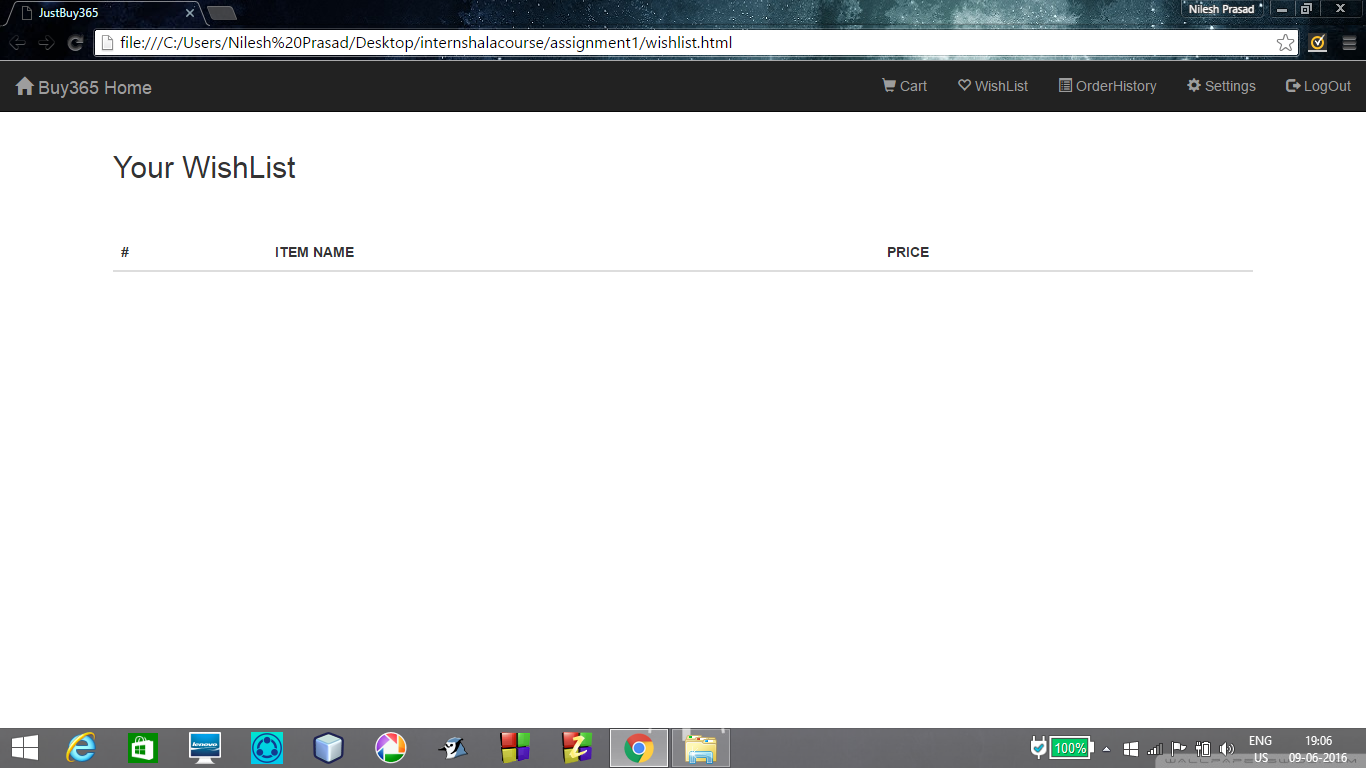 JustBuy365
Nilesh Prasad
file:///C:/Users/Nilesh%20Prasad/Desktop/internshalacourse/assignment1/wishlist.html
Buy365 Home
Cart
WishList
OrderHistory
Settings
LogOut
Your WishList
# ITEM NAME PRICE
lenovo
100%
ENG
US
19:06
09-06-2016